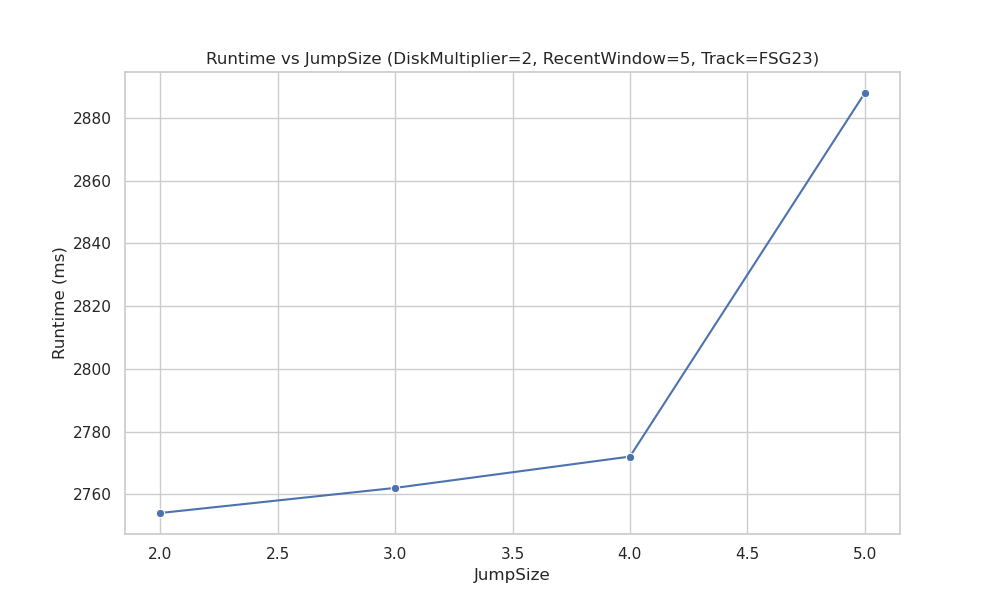 Runtime vs JumpSize (DiskMultiplier=2, RecentWindow=5, Track=FSG23)
Runtime (ms)
2880
2860
2840
2820
2800
2780
2760
2.0 2.5 3.0 3.5 4.0 4.5 5.0
JumpSize